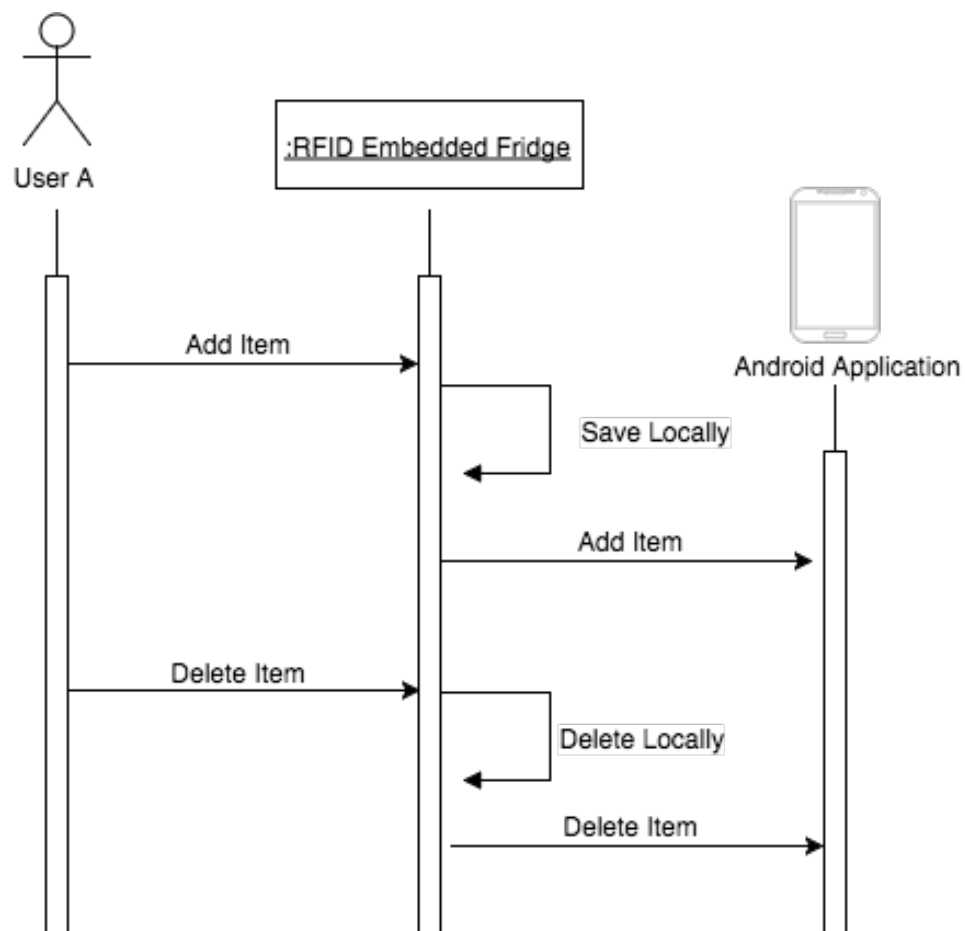 User A
:RFID Embedded Fridge
Android Application
Add Item
Save Locally
Add Item
Delete Item
Delete Locally
Delete Item